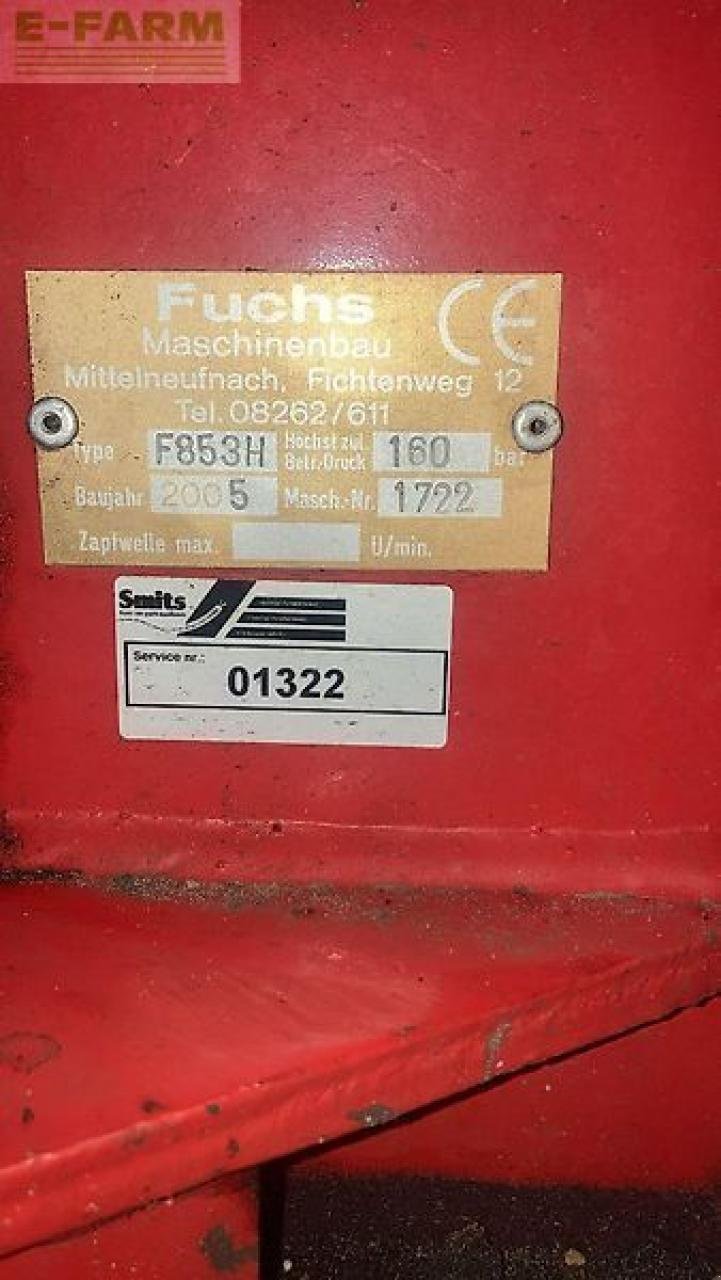 E-FARM
Fuchs CE
Maschinenbau
Mittelneufnach, Fichtenweg 12
Tel. 08262/611
Type F853H Höchst zul. Betr.-Druck 160 bar
Baujahr 2005 Masch.-Nr. 1722
Zapfwelle max. U/min.
Smits
Service nr.:
01322